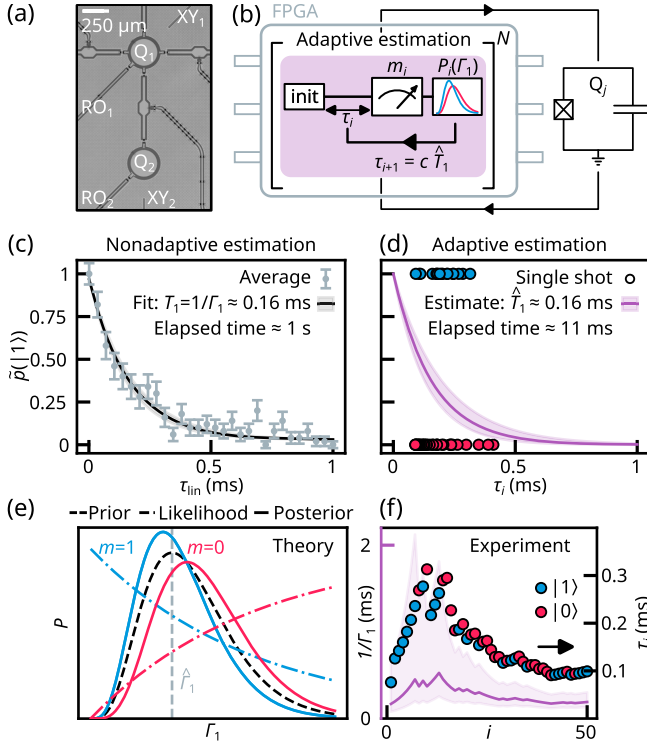 (a)
250 μm
XY₁
Q₁
RO₁
Q₂
RO₂
XY₂
(b)
FPGA
Adaptive estimation
N
init
τᵢ
mᵢ
Pᵢ(Γ₁)
τᵢ₊₁ = c T̂₁
Qⱼ
(c)
Nonadaptive estimation
Average
Fit: T₁=1/Γ₁ ≈ 0.16 ms
Elapsed time ≈ 1 s
p̃(|1⟩)
1
0.75
0.50
0.25
0
0
0.5
1
τ_lin (ms)
(d)
Adaptive estimation
Single shot
Estimate: T̂₁ ≈ 0.16 ms
Elapsed time ≈ 11 ms
0
0.5
1
τᵢ (ms)
(e)
Prior
Likelihood
Posterior
m=1
m=0
Theory
P
Γ̂₁
Γ₁
(f)
Experiment
|1⟩
|0⟩
1/Γ₁ (ms)
2
0
0.3
0.2
0.1
τᵢ (ms)
0
i
50